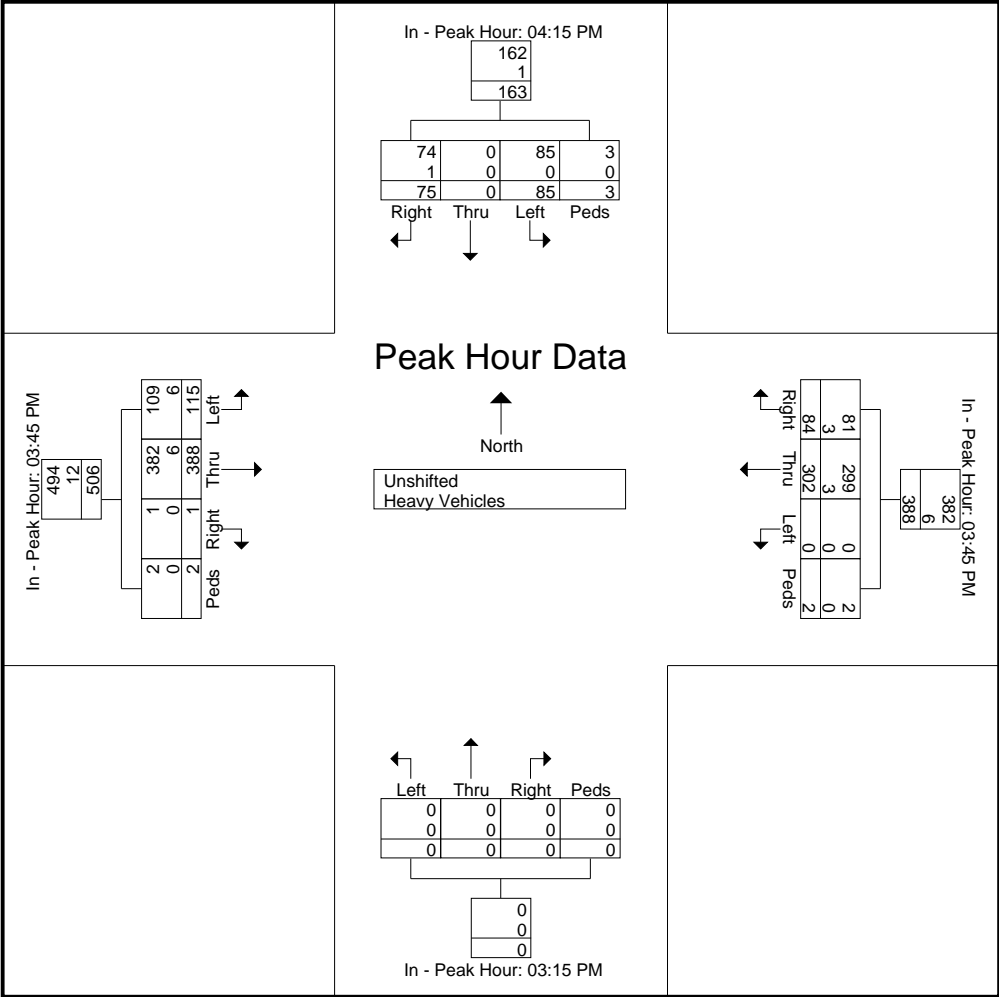 In - Peak Hour: 04:15 PM
162
1
163
74 0 85 3
1 0 0 0
75 0 85 3
Right Thru Left Peds
Peak Hour Data
North
Unshifted
Heavy Vehicles
In - Peak Hour: 03:45 PM
494
12
506
109 6 115 Left
382 6 388 Thru
1 0 1 Right
2 0 2 Peds
Right 84 3 81
Thru 302 3 299
Left 0 0 0
Peds 2 0 2
382
6
388
In - Peak Hour: 03:45 PM
Left Thru Right Peds
0 0 0 0
0 0 0 0
0 0 0 0
0
0
0
In - Peak Hour: 03:15 PM